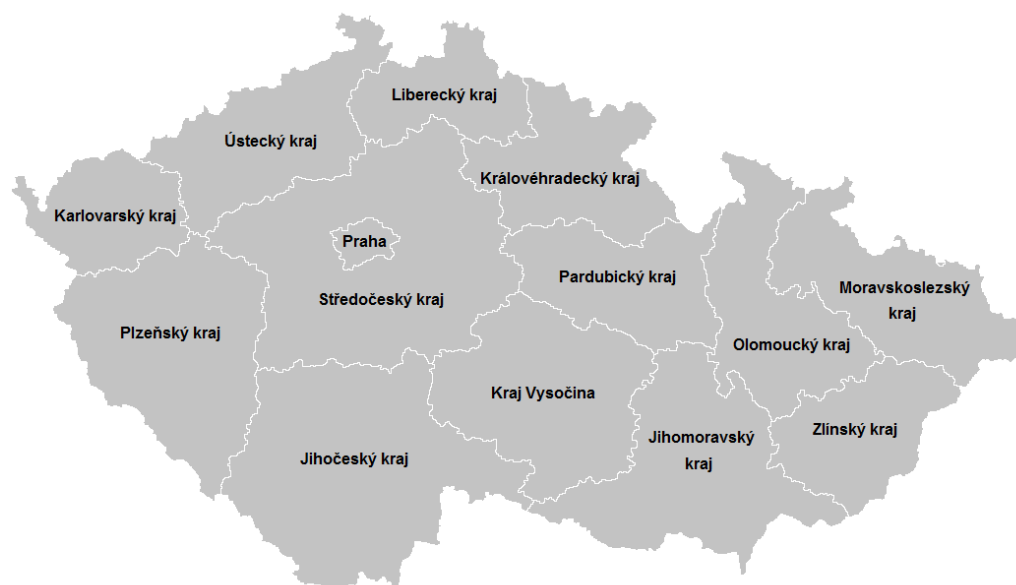 Liberecký kraj
Ústecký kraj
Královéhradecký kraj
Karlovarský kraj
Praha
Pardubický kraj
Moravskoslezský
kraj
Středočeský kraj
Plzeňský kraj
Olomoucký kraj
Kraj Vysočina
Zlínský kraj
Jihomoravský
kraj
Jihočeský kraj